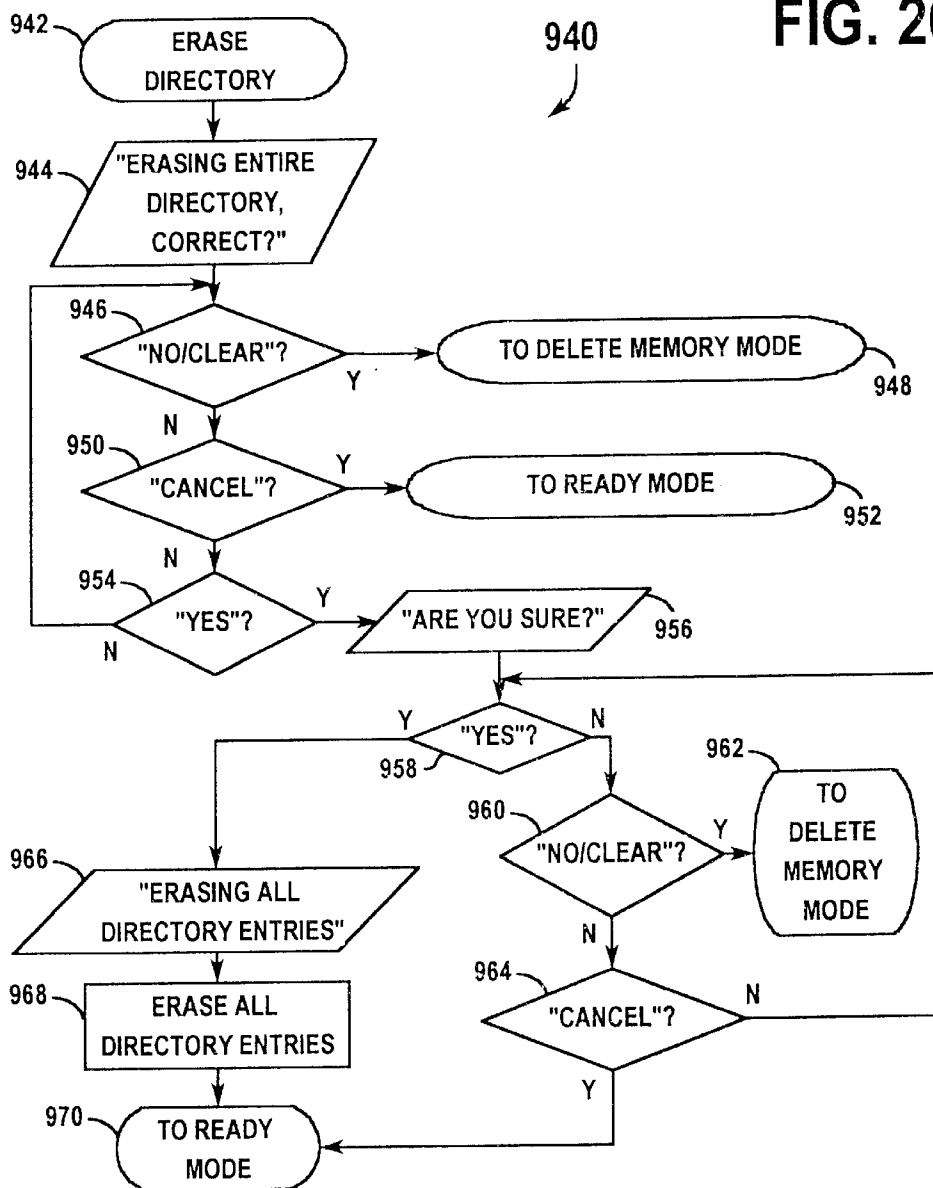 FIG. 20
940
942
ERASE
DIRECTORY
944
"ERASING ENTIRE
DIRECTORY,
CORRECT?"
946
"NO/CLEAR"?
Y
TO DELETE MEMORY MODE
948
N
950
"CANCEL"?
Y
TO READY MODE
952
N
954
"YES"?
Y
N
"ARE YOU SURE?"
956
Y
"YES"?
N
958
960
"NO/CLEAR"?
Y
962
TO
DELETE
MEMORY
MODE
N
966
"ERASING ALL
DIRECTORY ENTRIES"
964
"CANCEL"?
N
Y
968
ERASE ALL
DIRECTORY ENTRIES
970
TO READY
MODE